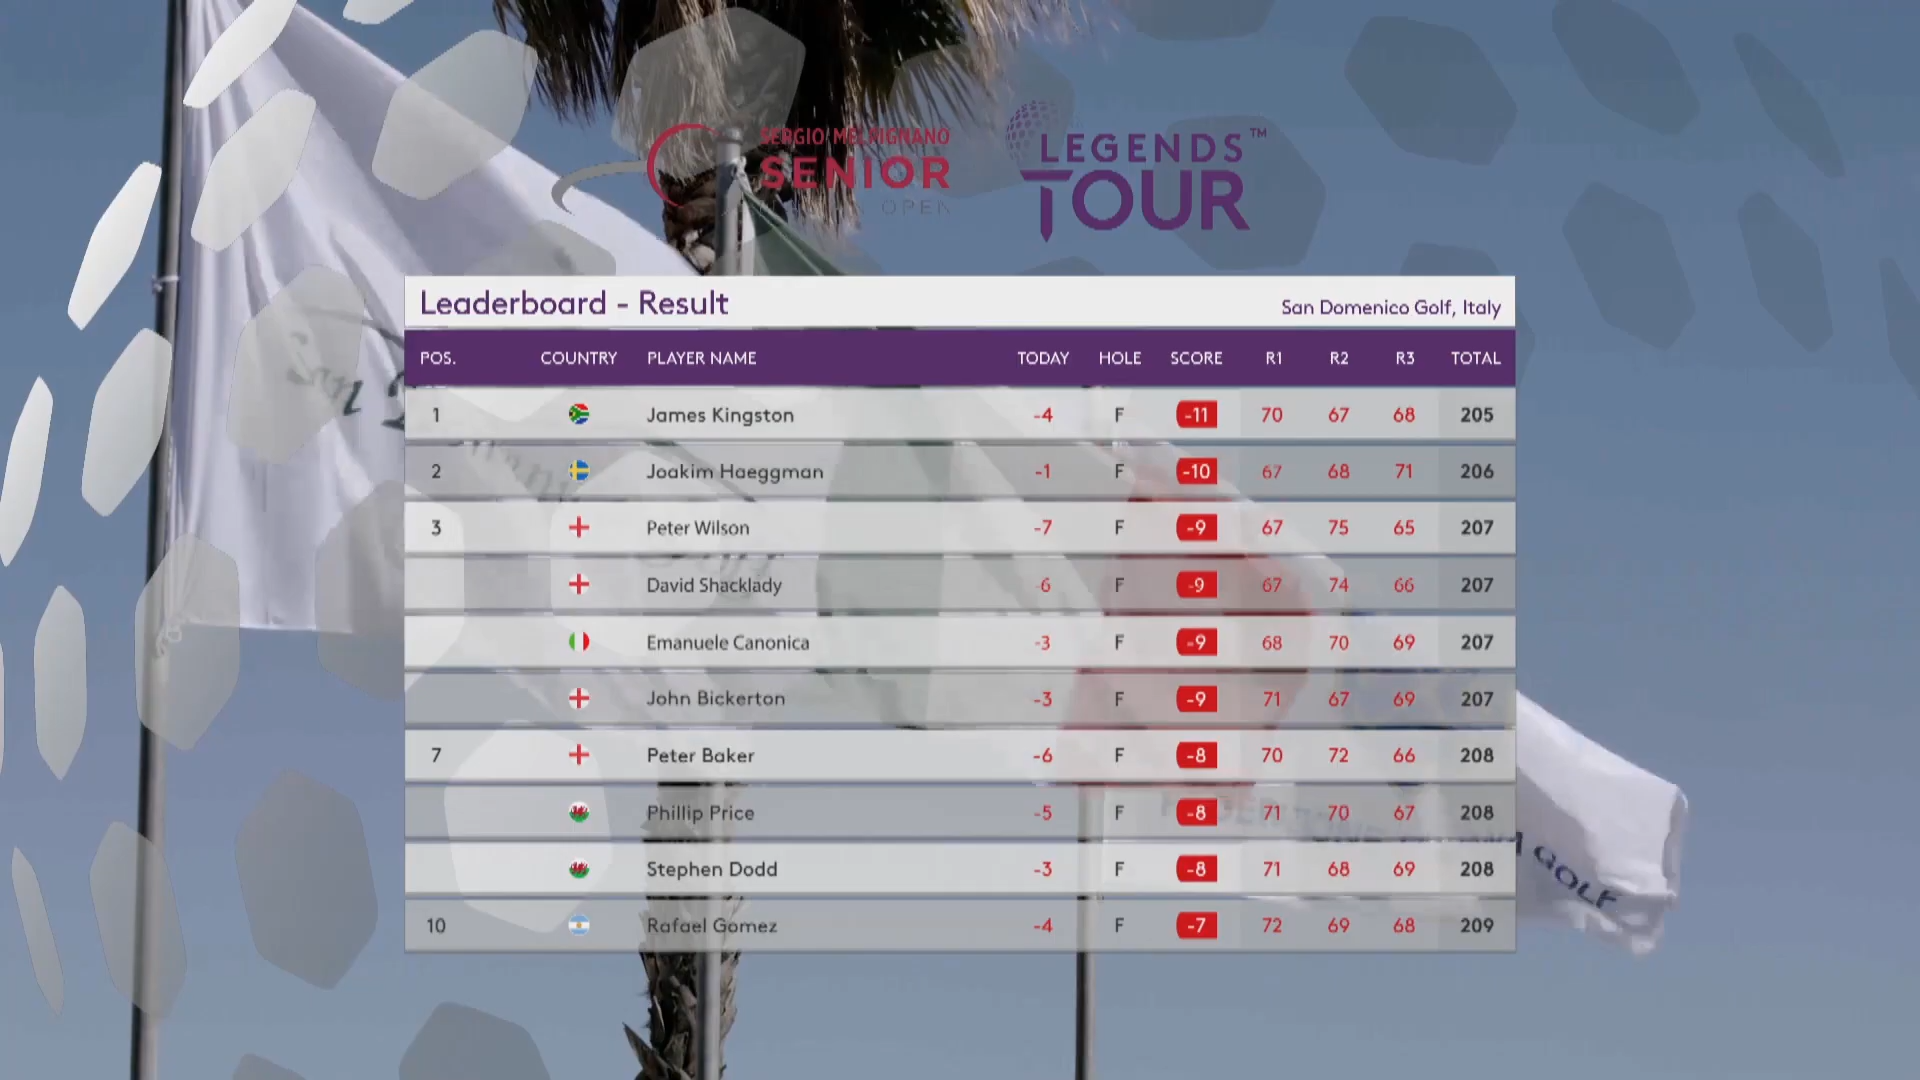 SERGIO MELPIGNANO
SENIOR
OPEN
LEGENDS™
TOUR
Leaderboard - Result
San Domenico Golf, Italy
POS. COUNTRY PLAYER NAME TODAY HOLE SCORE R1 R2 R3 TOTAL
1 James Kingston -4 F -11 70 67 68 205
2 Joakim Haeggman -1 F -10 67 68 71 206
3 Peter Wilson -7 F -9 67 75 65 207
David Shacklady -6 F -9 67 74 66 207
Emanuele Canonica -3 F -9 68 70 69 207
John Bickerton -3 F -9 71 67 69 207
7 Peter Baker -6 F -8 70 72 66 208
Phillip Price -5 F -8 71 70 67 208
Stephen Dodd -3 F -8 71 68 69 208
10 Rafael Gomez -4 F -7 72 69 68 209
GOLF